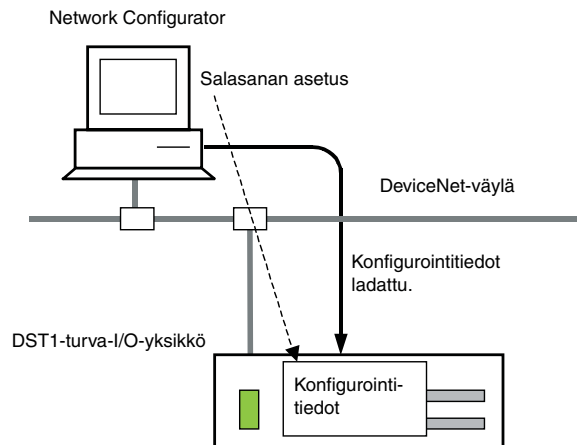 Network Configurator
Salasanan asetus
DeviceNet-väylä
Konfigurointitiedot
ladattu.
DST1-turva-I/O-yksikkö
Konfigurointi-
tiedot